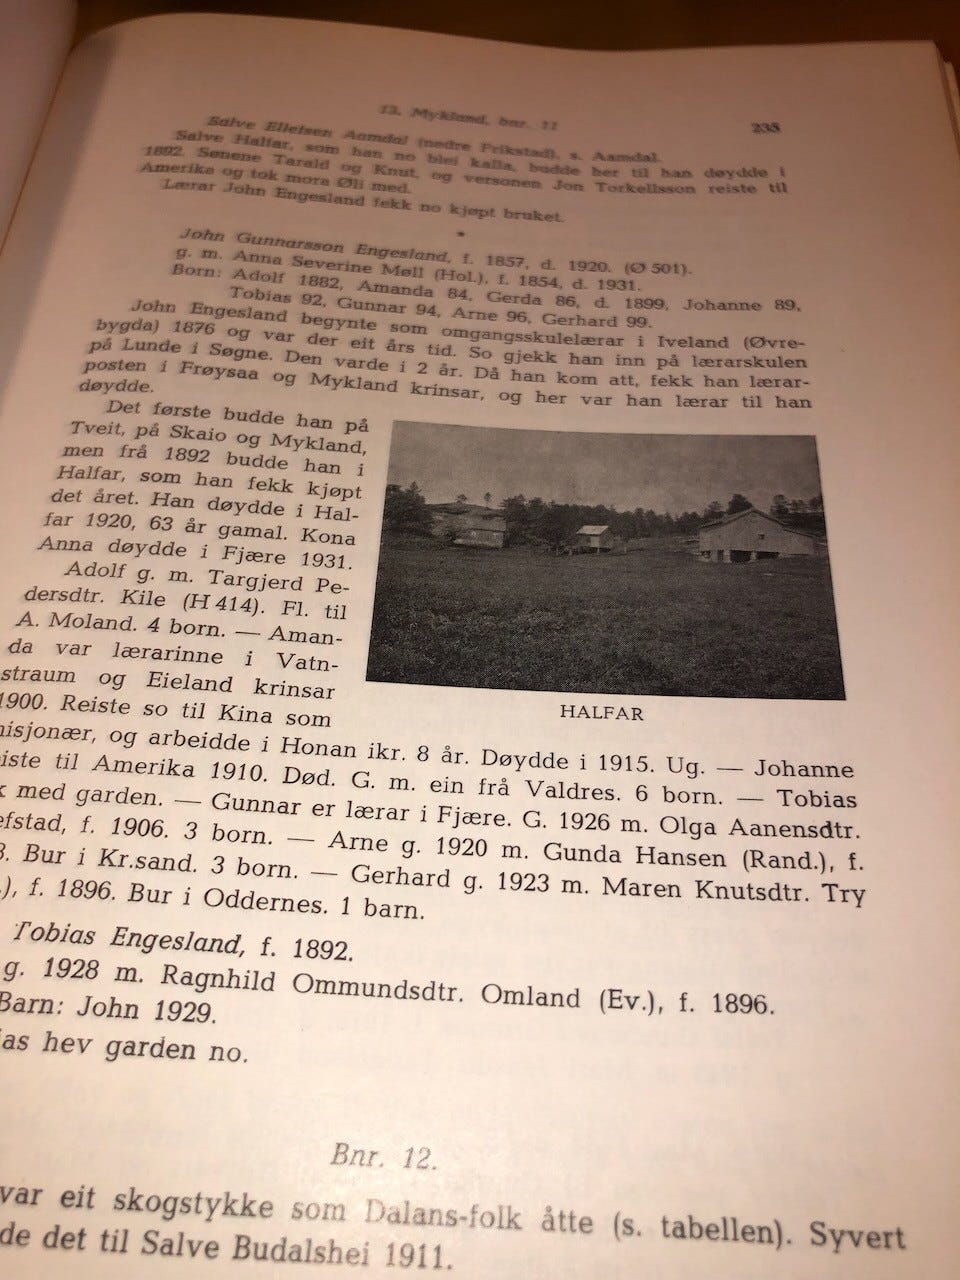 13. Mykland, bnr. 11
235
Salve Elleisen Aamdal (nedre Frikstad), s. Aamdal.
Salve Halfar, som han no blei kalla, budde her til han døydde i
1892. Sønene Tarald og Knut, og versonen Jon Torkellsson reiste til
Amerika og tok mora Øli med.
Lærar John Engesland fekk no kjøpt bruket.
*
John Gunnarsson Engesland, f. 1857, d. 1920. (Ø 501).
g. m. Anna Severine Møll (Hol.), f. 1854, d. 1931.
Born: Adolf 1882, Amanda 84, Gerda 86, d. 1899, Johanne 89,
Tobias 92, Gunnar 94, Arne 96, Gerhard 99.
John Engesland begynte som omgangsskulelærar i Iveland (Øvre-
bygda) 1876 og var der eit års tid. So gjekk han inn på lærarskulen
på Lunde i Søgne. Den varde i 2 år. Då han kom att, fekk han lærar-
posten i Frøysaa og Mykland krinsar, og her var han lærar til han
døydde.
Det første budde han på
Tveit, på Skaio og Mykland,
men frå 1892 budde han i
Halfar, som han fekk kjøpt
det året. Han døydde i Hal-
far 1920, 63 år gamal. Kona
Anna døydde i Fjære 1931.
Adolf g. m. Targjerd Pe-
dersdtr. Kile (H 414). Fl. til
A. Moland. 4 born. — Aman-
da var lærarinne i Vatn-
straum og Eieland krinsar
1900. Reiste so til Kina som
isjonær, og arbeidde i Honan ikr. 8 år. Døydde i 1915. Ug. — Johanne
iste til Amerika 1910. Død. G. m. ein frå Valdres. 6 born. — Tobias
k med garden. — Gunnar er lærar i Fjære. G. 1926 m. Olga Aanensdtr.
efstad, f. 1906. 3 born. — Arne g. 1920 m. Gunda Hansen (Rand.), f.
3. Bur i Kr.sand. 3 born. — Gerhard g. 1923 m. Maren Knutsdtr. Try
.), f. 1896. Bur i Oddernes. 1 barn.
HALFAR
Tobias Engesland, f. 1892.
g. 1928 m. Ragnhild Ommundsdtr. Omland (Ev.), f. 1896.
Barn: John 1929.
as hev garden no.
Bnr. 12.
var eit skogstykke som Dalans-folk åtte (s. tabellen). Syvert
de det til Salve Budalshei 1911.